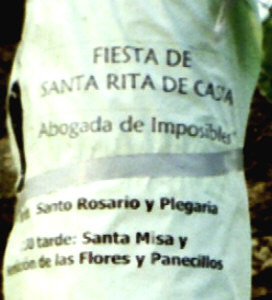 FIESTA DE
SANTA RITA DE CASIA
Abogada de Imposibles"
Santo Rosario y Plegaria
tarde: Santa Misa y
de las Flores y Panecillos